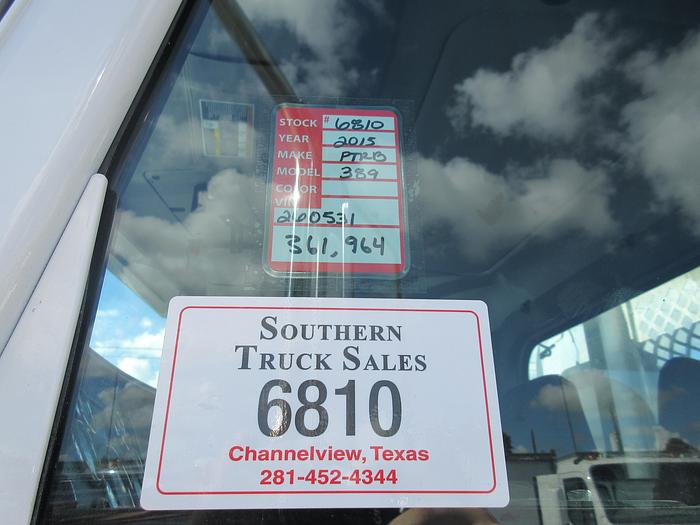 STOCK # 6810
YEAR 2015
MAKE PTRB
MODEL 389
COLOR
VIN
260531
361,964
SOUTHERN
TRUCK SALES
6810
Channelview, Texas
281-452-4344